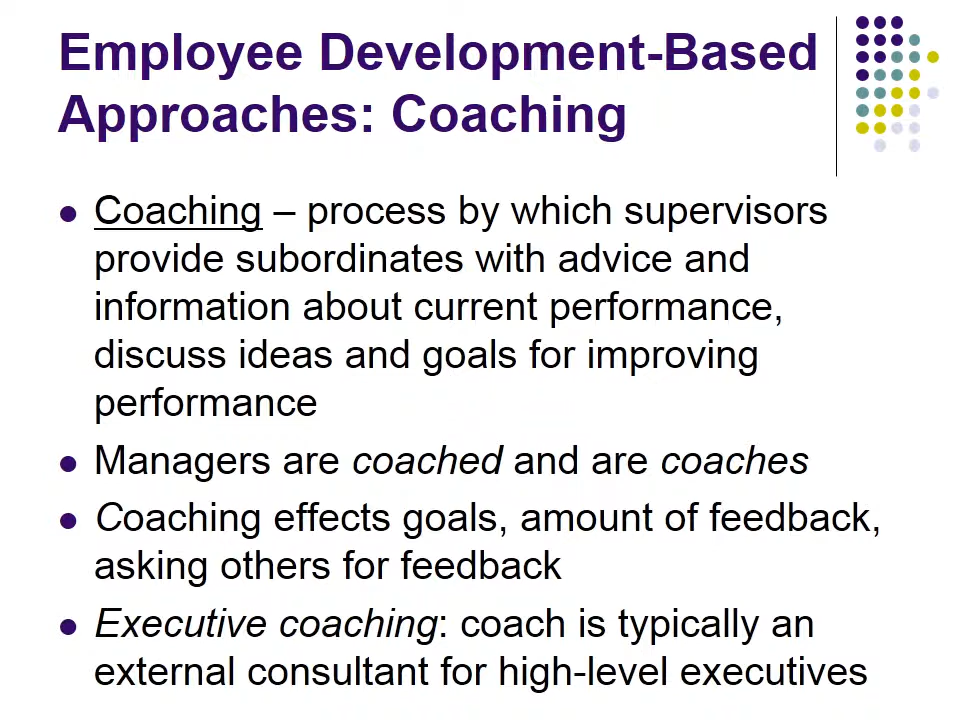 Employee Development-Based
Approaches: Coaching
Coaching – process by which supervisors
provide subordinates with advice and
information about current performance,
discuss ideas and goals for improving
performance
Managers are coached and are coaches
Coaching effects goals, amount of feedback,
asking others for feedback
Executive coaching: coach is typically an
external consultant for high-level executives